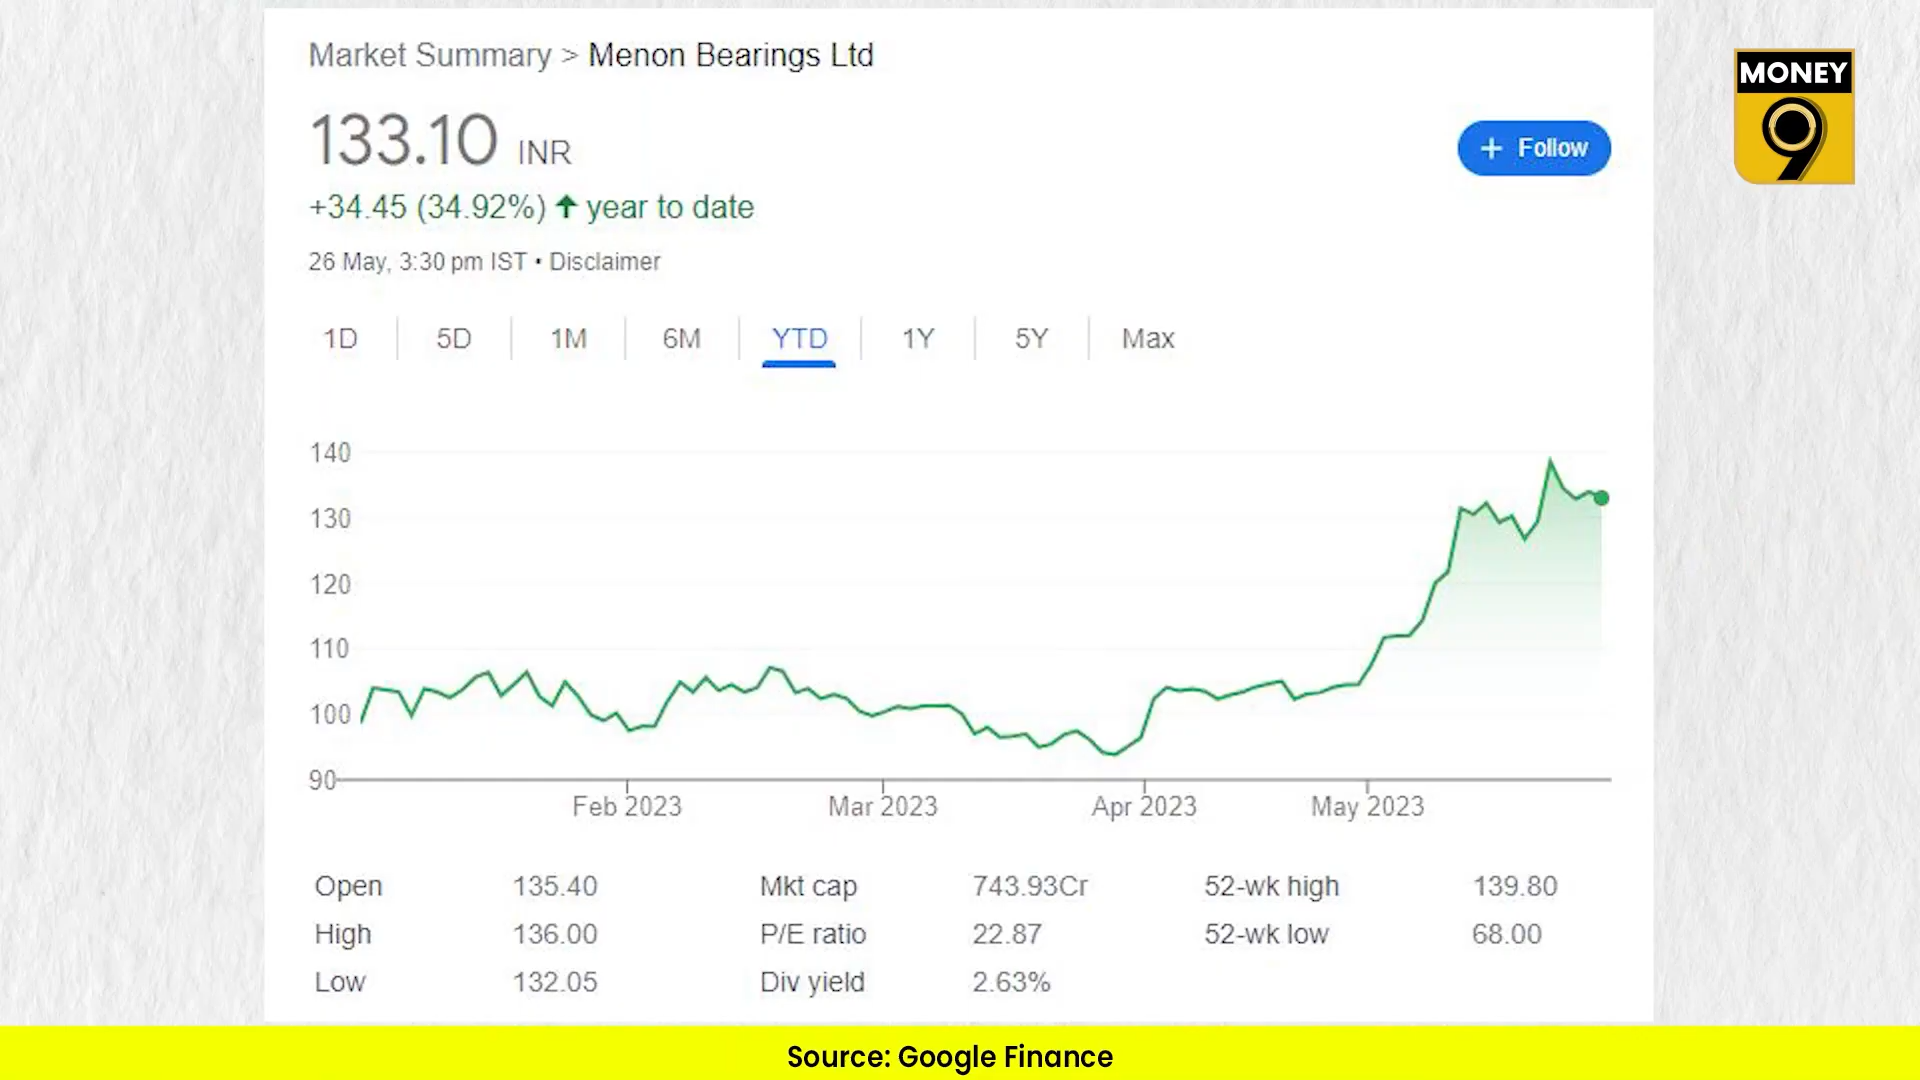 Market Summary > Menon Bearings Ltd
MONEY
9
133.10 INR
+ Follow
+34.45 (34.92%) ↑ year to date
26 May, 3:30 pm IST • Disclaimer
1D 5D 1M 6M YTD 1Y 5Y Max
140
130
120
110
100
90
Feb 2023 Mar 2023 Apr 2023 May 2023
Open 135.40 Mkt cap 743.93Cr 52-wk high 139.80
High 136.00 P/E ratio 22.87 52-wk low 68.00
Low 132.05 Div yield 2.63%
Source: Google Finance